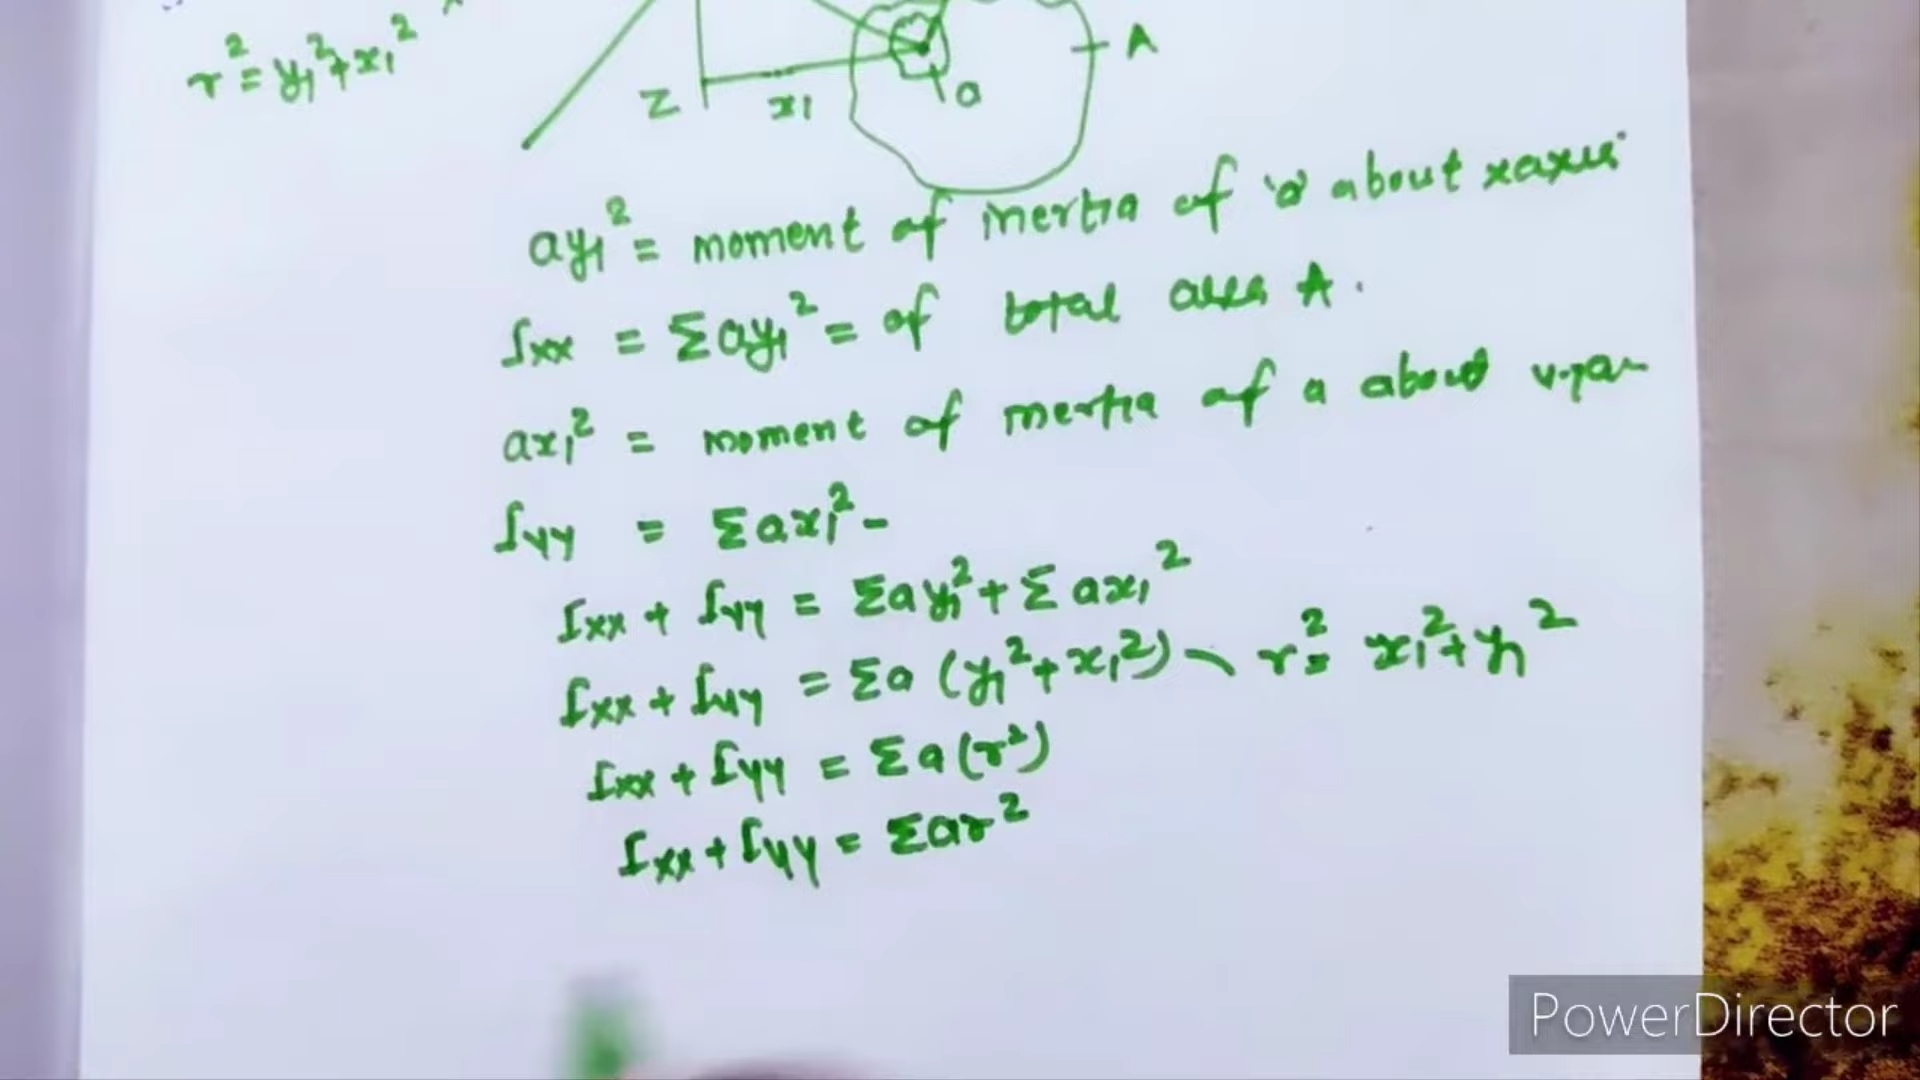 r² = y₁² + x₁²
A
a
Z
x₁
ay₁² = moment of inertia of 'a' about xaxis
Ixx = Σay₁² = of total area A.
ax₁² = moment of inertia of a about
Iyy = Σax₁² -
Ixx + Iyy = Σay₁² + Σax₁²
Ixx + Iyy = Σa (y₁² + x₁²) r² = x₁² + y₁²
Ixx + Iyy = Σa(r²)
Ixx + Iyy = Σar²
PowerDirector